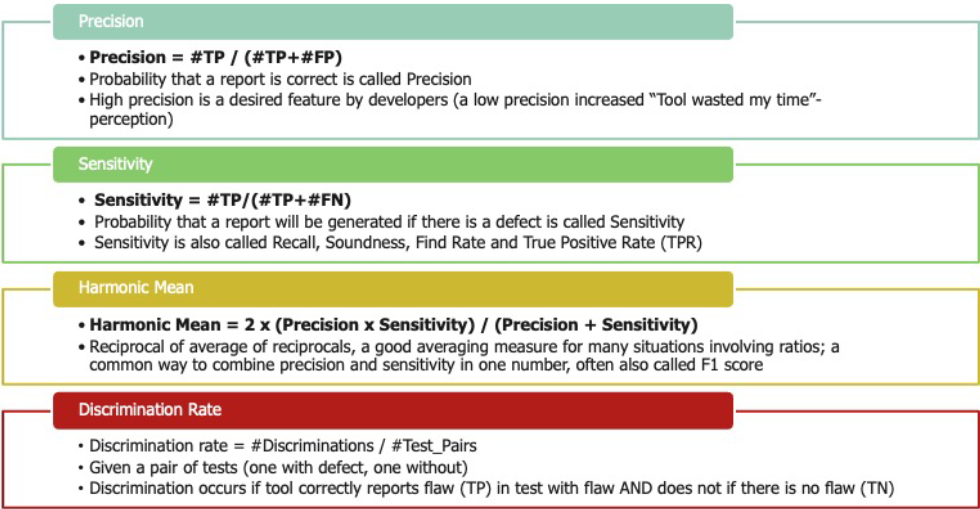 Precision
• Precision = #TP / (#TP+#FP)
• Probability that a report is correct is called Precision
• High precision is a desired feature by developers (a low precision increased “Tool wasted my time”-
perception)
Sensitivity
• Sensitivity = #TP/(#TP+#FN)
• Probability that a report will be generated if there is a defect is called Sensitivity
• Sensitivity is also called Recall, Soundness, Find Rate and True Positive Rate (TPR)
Harmonic Mean
• Harmonic Mean = 2 x (Precision x Sensitivity) / (Precision + Sensitivity)
• Reciprocal of average of reciprocals, a good averaging measure for many situations involving ratios; a
common way to combine precision and sensitivity in one number, often also called F1 score
Discrimination Rate
• Discrimination rate = #Discriminations / #Test_Pairs
• Given a pair of tests (one with defect, one without)
• Discrimination occurs if tool correctly reports flaw (TP) in test with flaw AND does not if there is no flaw (TN)